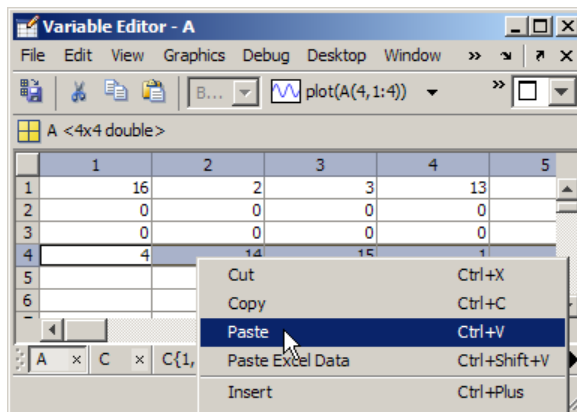 Variable Editor - A
File Edit View Graphics Debug Desktop Window »
B... plot(A(4,1:4)) »
A <4x4 double>
1 2 3 4 5
1 16 2 3 13
2 0 0 0 0
3 0 0 0 0
4 4 14 15 1
5
6
Cut Ctrl+X
Copy Ctrl+C
Paste Ctrl+V
Paste Excel Data Ctrl+Shift+V
Insert Ctrl+Plus
A × C × C{1,